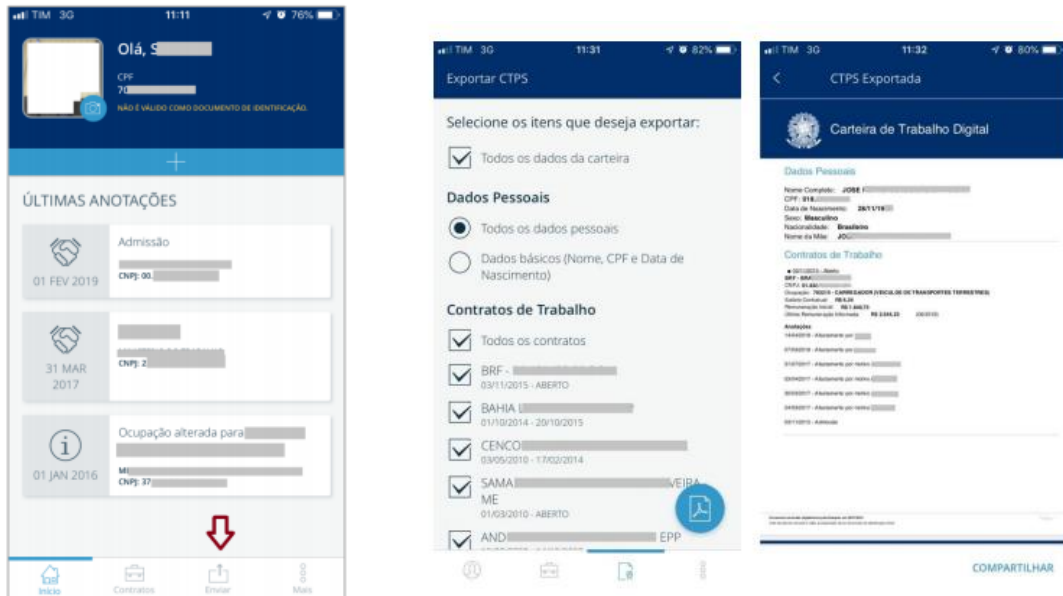 TIM 3G 11:11 76%
Olá, S
CPF
70
NÃO É VÁLIDO COMO DOCUMENTO DE IDENTIFICAÇÃO.
ÚLTIMAS ANOTAÇÕES
Admissão
CNPJ: 00.
01 FEV 2019
CNPJ: 2
31 MAR
2017
Ocupação alterada para
01 JAN 2016
CNPJ: 37
Início Contratos Enviar Mais
TIM 3G 11:31 82%
Exportar CTPS
Selecione os itens que deseja exportar:
Todos os dados da carteira
Dados Pessoais
Todos os dados pessoais
Dados básicos (Nome, CPF e Data de
Nascimento)
Contratos de Trabalho
Todos os contratos
BRF -
03/11/2015 - ABERTO
BAHIA
01/10/2014 - 20/10/2015
CENCO
03/05/2010 - 17/02/2014
SAMA VEIRA
ME
01/03/2010 - ABERTO
AND EPP
TIM 3G 11:32 80%
CTPS Exportada
Carteira de Trabalho Digital
Dados Pessoais
Nome Completo: JOSE
CPF: 018.
Data de Nascimento: 28/11/19
Sexo: Masculino
Nacionalidade: Brasileiro
Nome da Mãe: JO
Contratos de Trabalho
Anotações
COMPARTILHAR